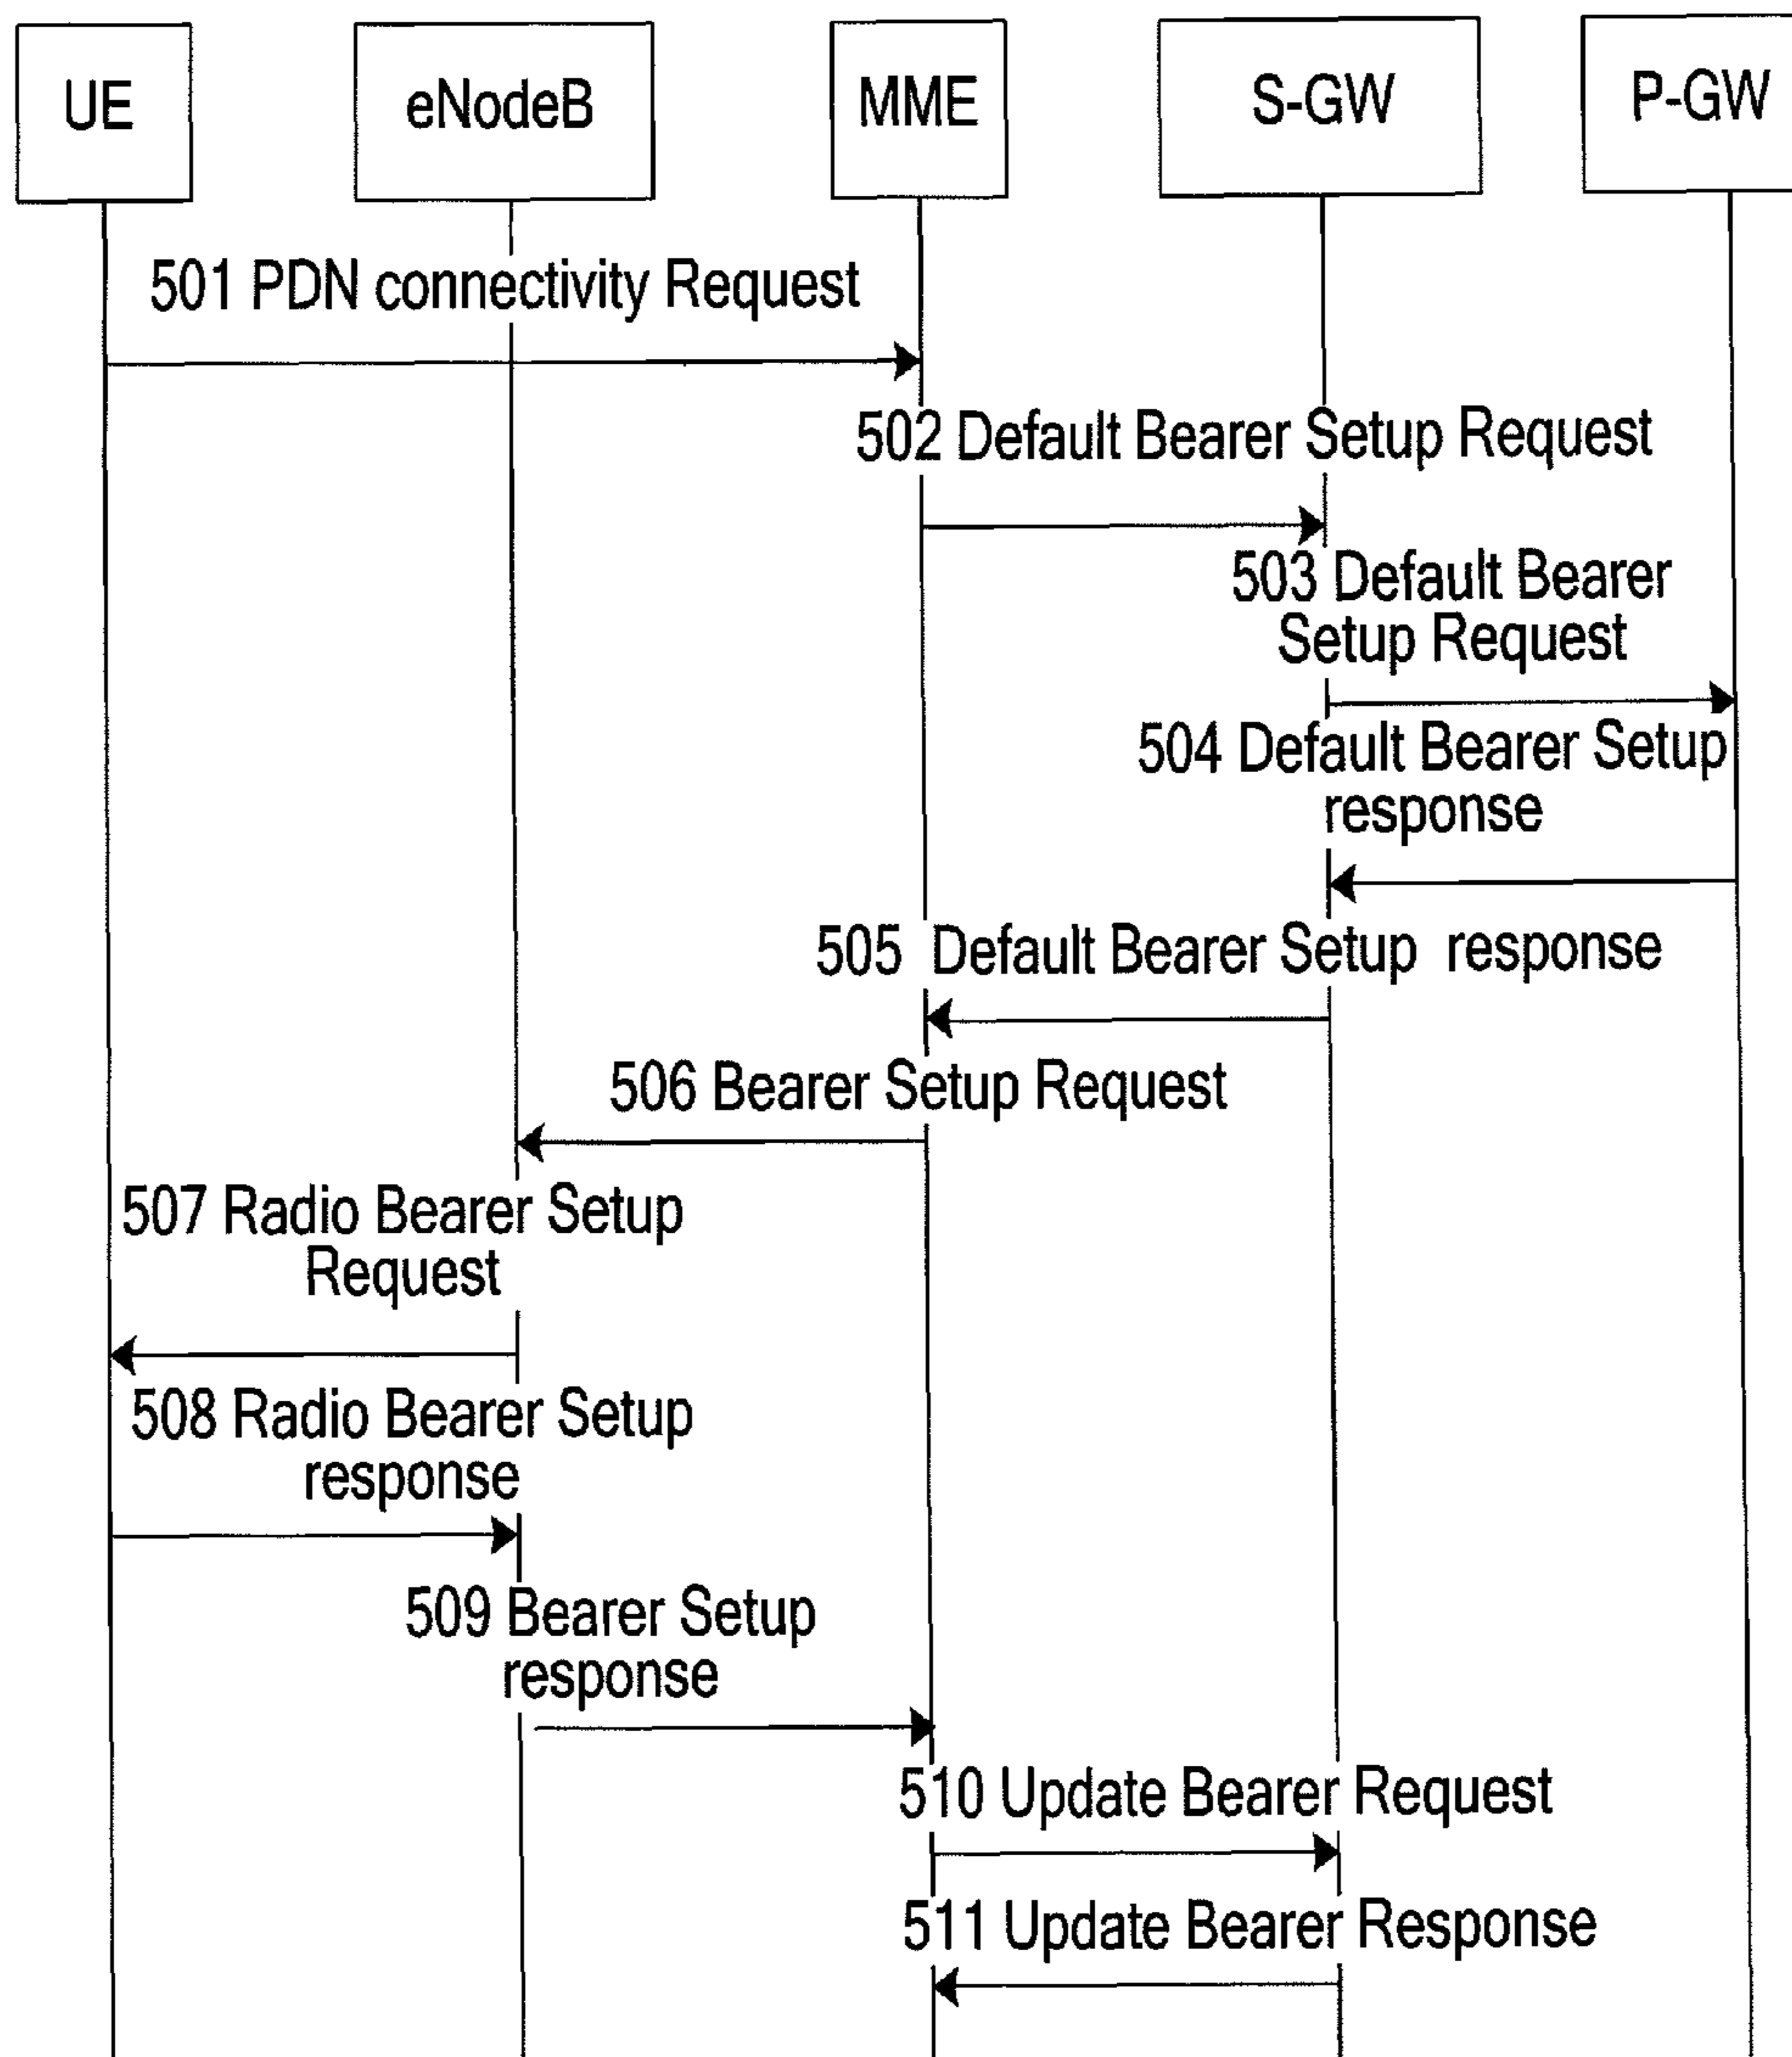 UE
eNodeB
MME
S-GW
P-GW
501 PDN connectivity Request
502 Default Bearer Setup Request
503 Default Bearer
Setup Request
504 Default Bearer Setup
response
505 Default Bearer Setup response
506 Bearer Setup Request
507 Radio Bearer Setup
Request
508 Radio Bearer Setup
response
509 Bearer Setup
response
510 Update Bearer Request
511 Update Bearer Response